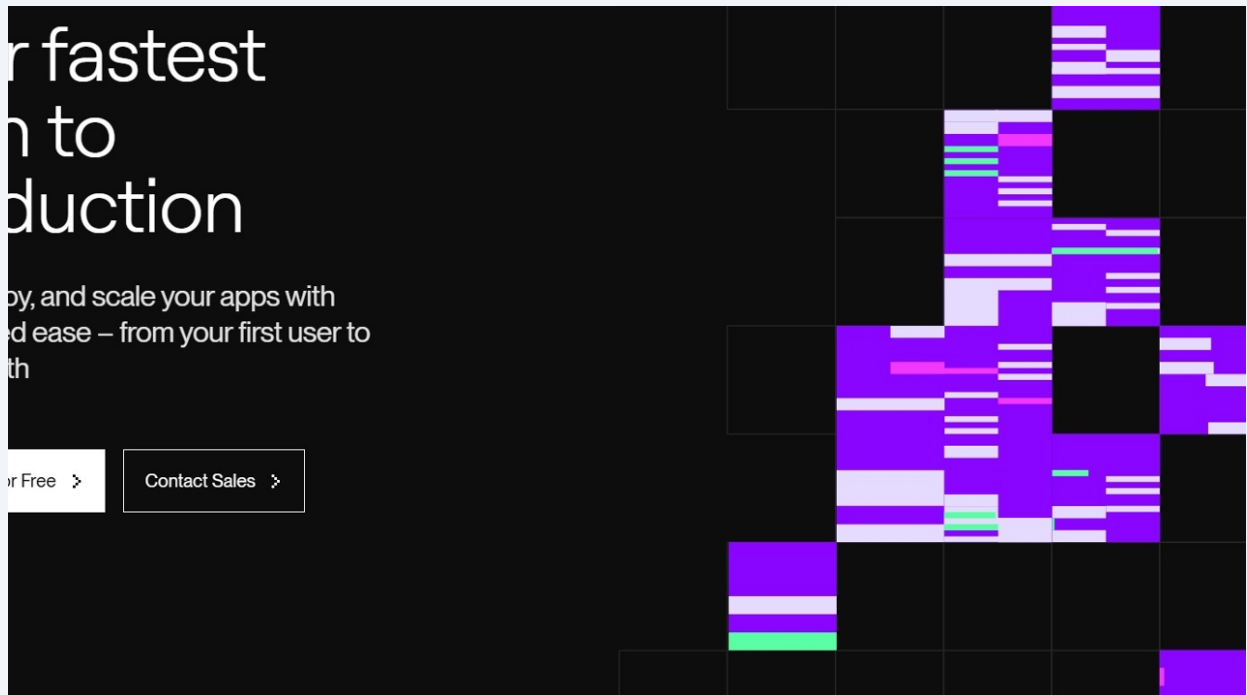 r fastest
n to
duction
oy, and scale your apps with
ed ease – from your first user to
th
or Free
Contact Sales